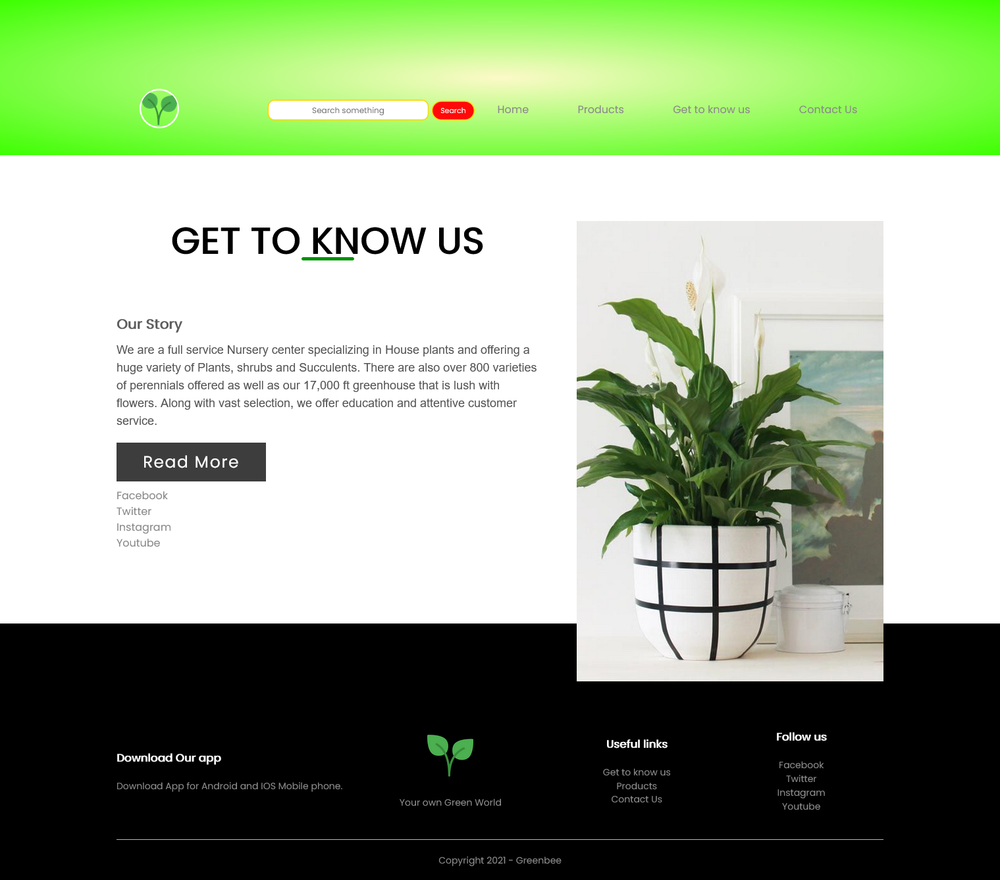 Search something
Search
Home
Products
Get to know us
Contact Us
GET TO KNOW US
Our Story
We are a full service Nursery center specializing in House plants and offering a
huge variety of Plants, shrubs and Succulents. There are also over 800 varieties
of perennials offered as well as our 17,000 ft greenhouse that is lush with
flowers. Along with vast selection, we offer education and attentive customer
service.
Read More
Facebook
Twitter
Instagram
Youtube
Download Our app
Download App for Android and IOS Mobile phone.
Your own Green World
Useful links
Get to know us
Products
Contact Us
Follow us
Facebook
Twitter
Instagram
Youtube
Copyright 2021 - Greenbee